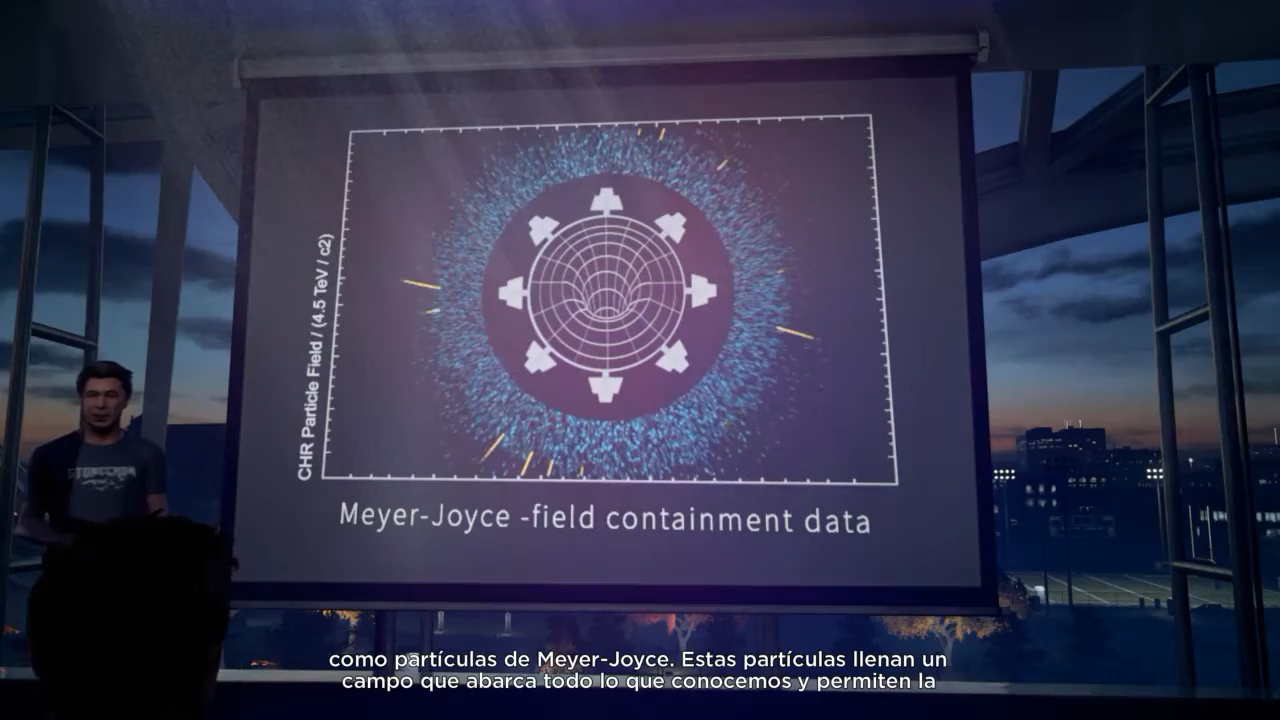 CHR Particle Field / (4.5 TeV / c2)
Meyer-Joyce -field containment data
como partículas de Meyer-Joyce. Estas partículas llenan un
campo que abarca todo lo que conocemos y permiten la